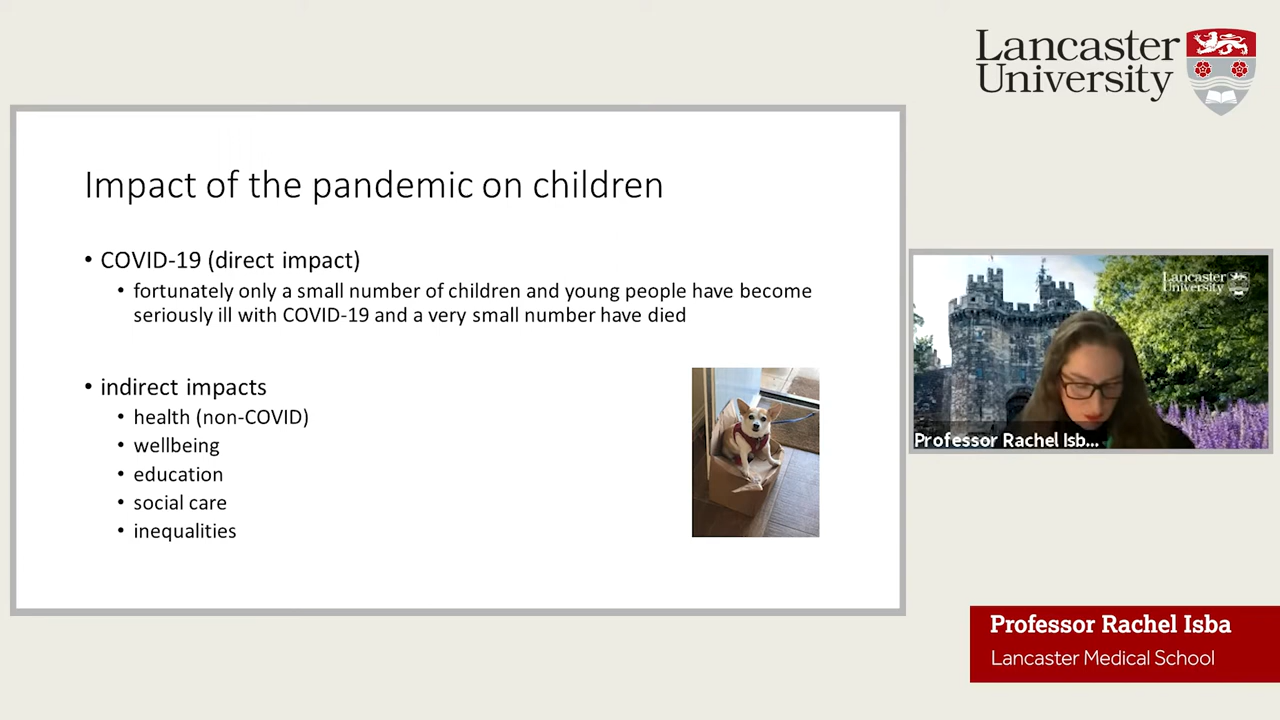 Lancaster
University
Impact of the pandemic on children
• COVID-19 (direct impact)
• fortunately only a small number of children and young people have become
seriously ill with COVID-19 and a very small number have died
• indirect impacts
• health (non-COVID)
• wellbeing
• education
• social care
• inequalities
Lancaster
University
Professor Rachel Isb...
Professor Rachel Isba
Lancaster Medical School